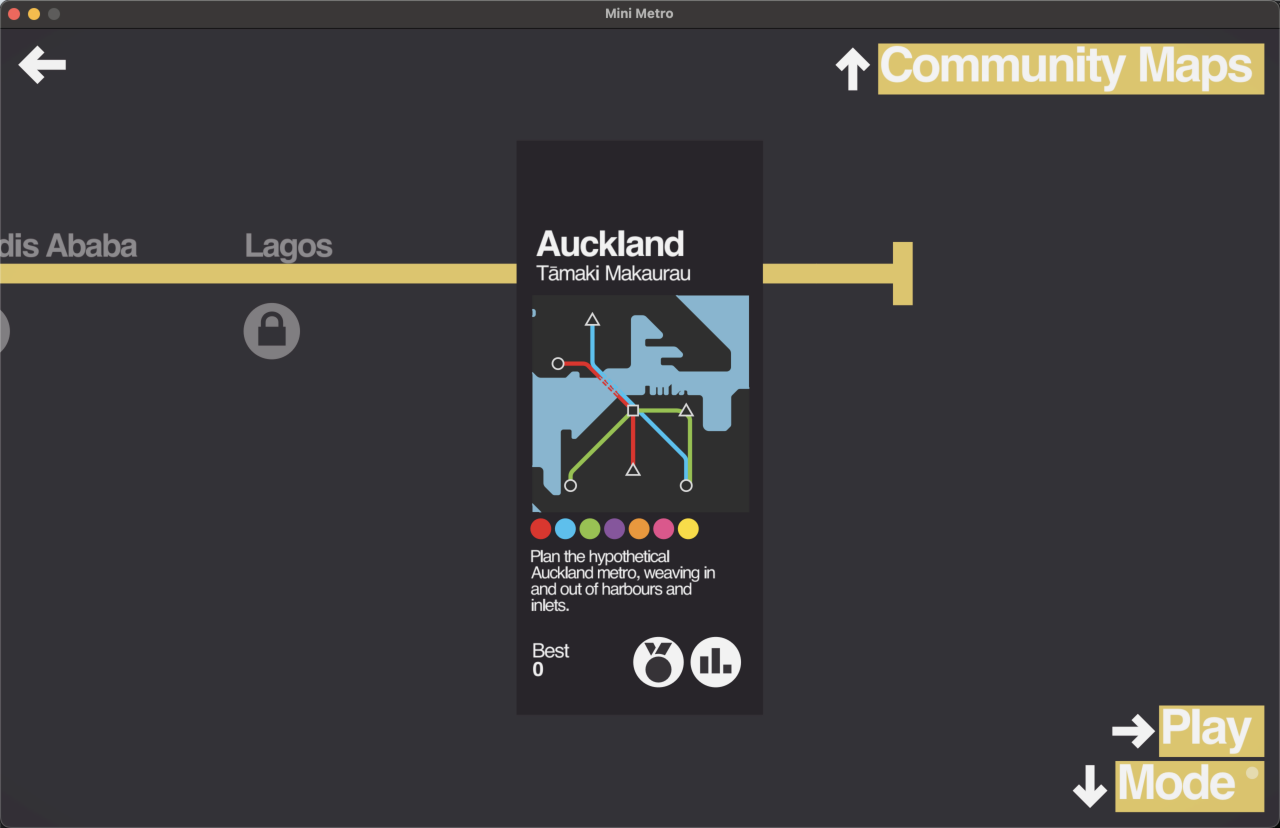 Mini Metro
Community Maps
dis Ababa
Lagos
Auckland
Tāmaki Makaurau
Plan the hypothetical
Auckland metro, weaving in
and out of harbours and
inlets.
Best
0
Play
Mode